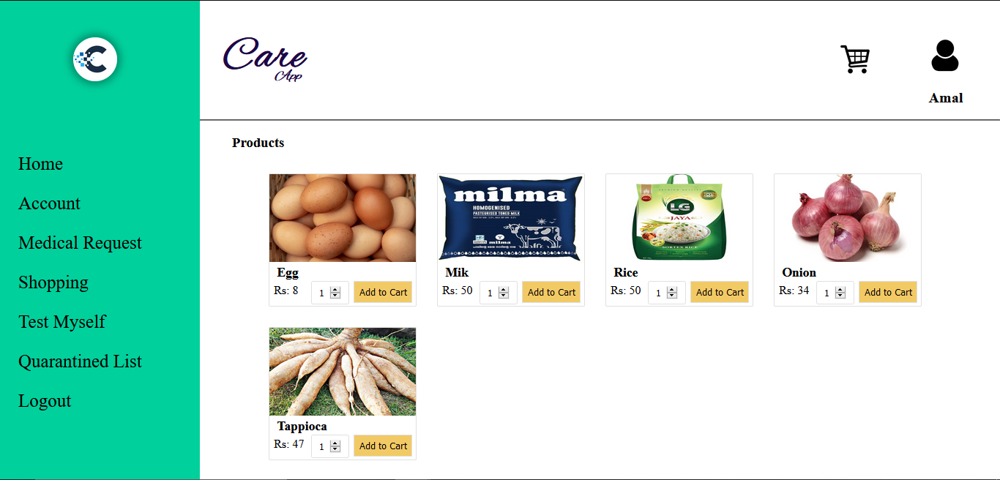 Care
App
Amal
Home
Account
Medical Request
Shopping
Test Myself
Quarantined List
Logout
Products
milma
HOMOGENISED
PASTEURISED TONED MILK
milma
LG
JAYA
SORTEX RICE
Egg
Rs: 8 1 Add to Cart
Mik
Rs: 50 1 Add to Cart
Rice
Rs: 50 1 Add to Cart
Onion
Rs: 34 1 Add to Cart
Tappioca
Rs: 47 1 Add to Cart